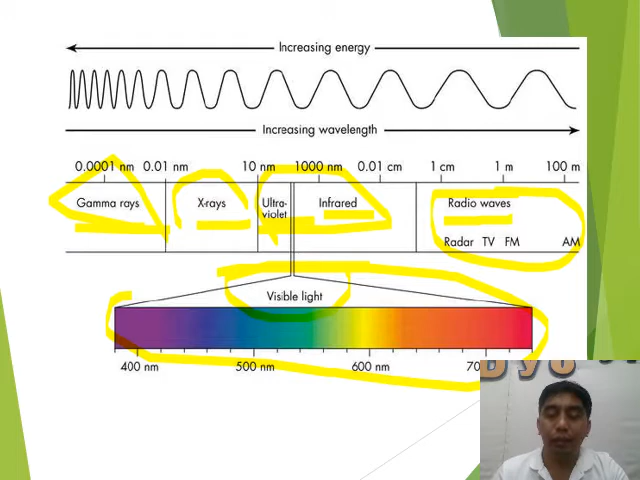 Increasing energy
Increasing wavelength
0.0001 nm 0.01 nm 10 nm 1000 nm 0.01 cm 1 cm 1 m 100 m
Gamma rays X-rays Ultra-violet Infrared Radio waves
Radar TV FM AM
Visible light
400 nm 500 nm 600 nm